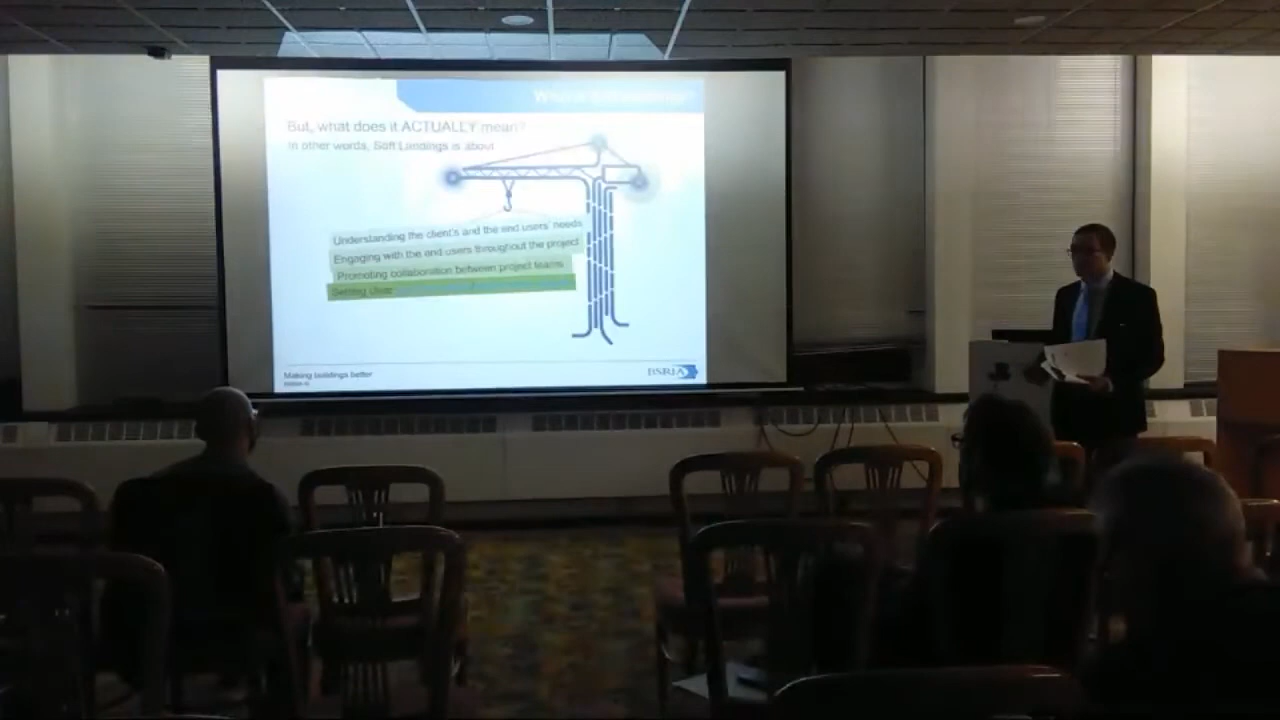 But, what does it ACTUALLY mean?
In other words, Soft Landings is about
Understanding the client's and the end users' needs
Engaging with the end users throughout the project
Promoting collaboration between project teams
Setting clear
Making buildings better
BSRIA